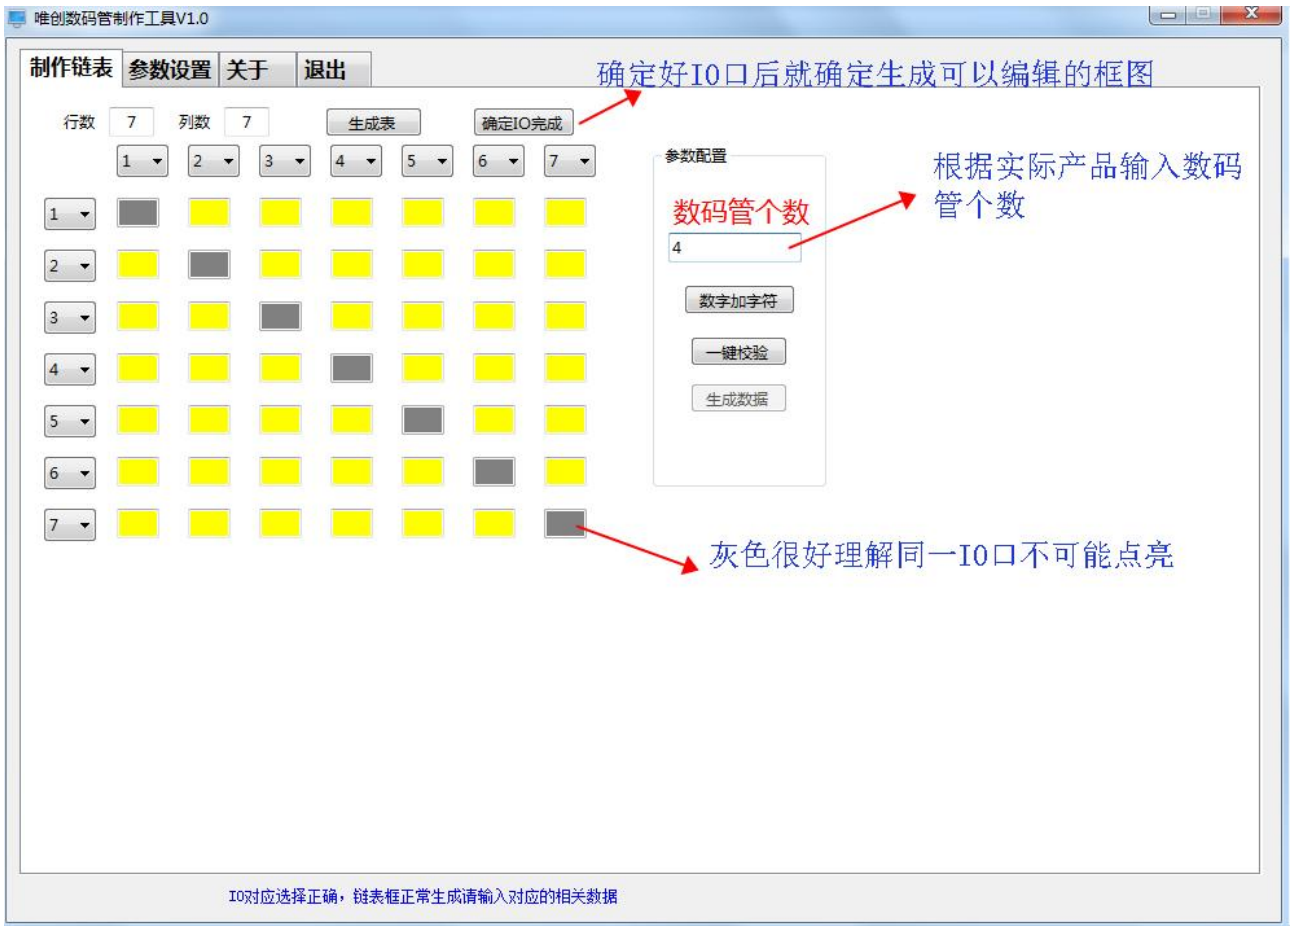 唯创数码管制作工具V1.0
制作链表 参数设置 关于 退出
确定好IO口后就确定生成可以编辑的框图
行数 7 列数 7 生成表 确定IO完成
1 2 3 4 5 6 7
参数配置
根据实际产品输入数码
管个数
数码管个数
4
数字加字符
一键校验
生成数据
1
2
3
4
5
6
7
灰色很好理解同一IO口不可能点亮
IO对应选择正确，链表框正常生成请输入对应的相关数据